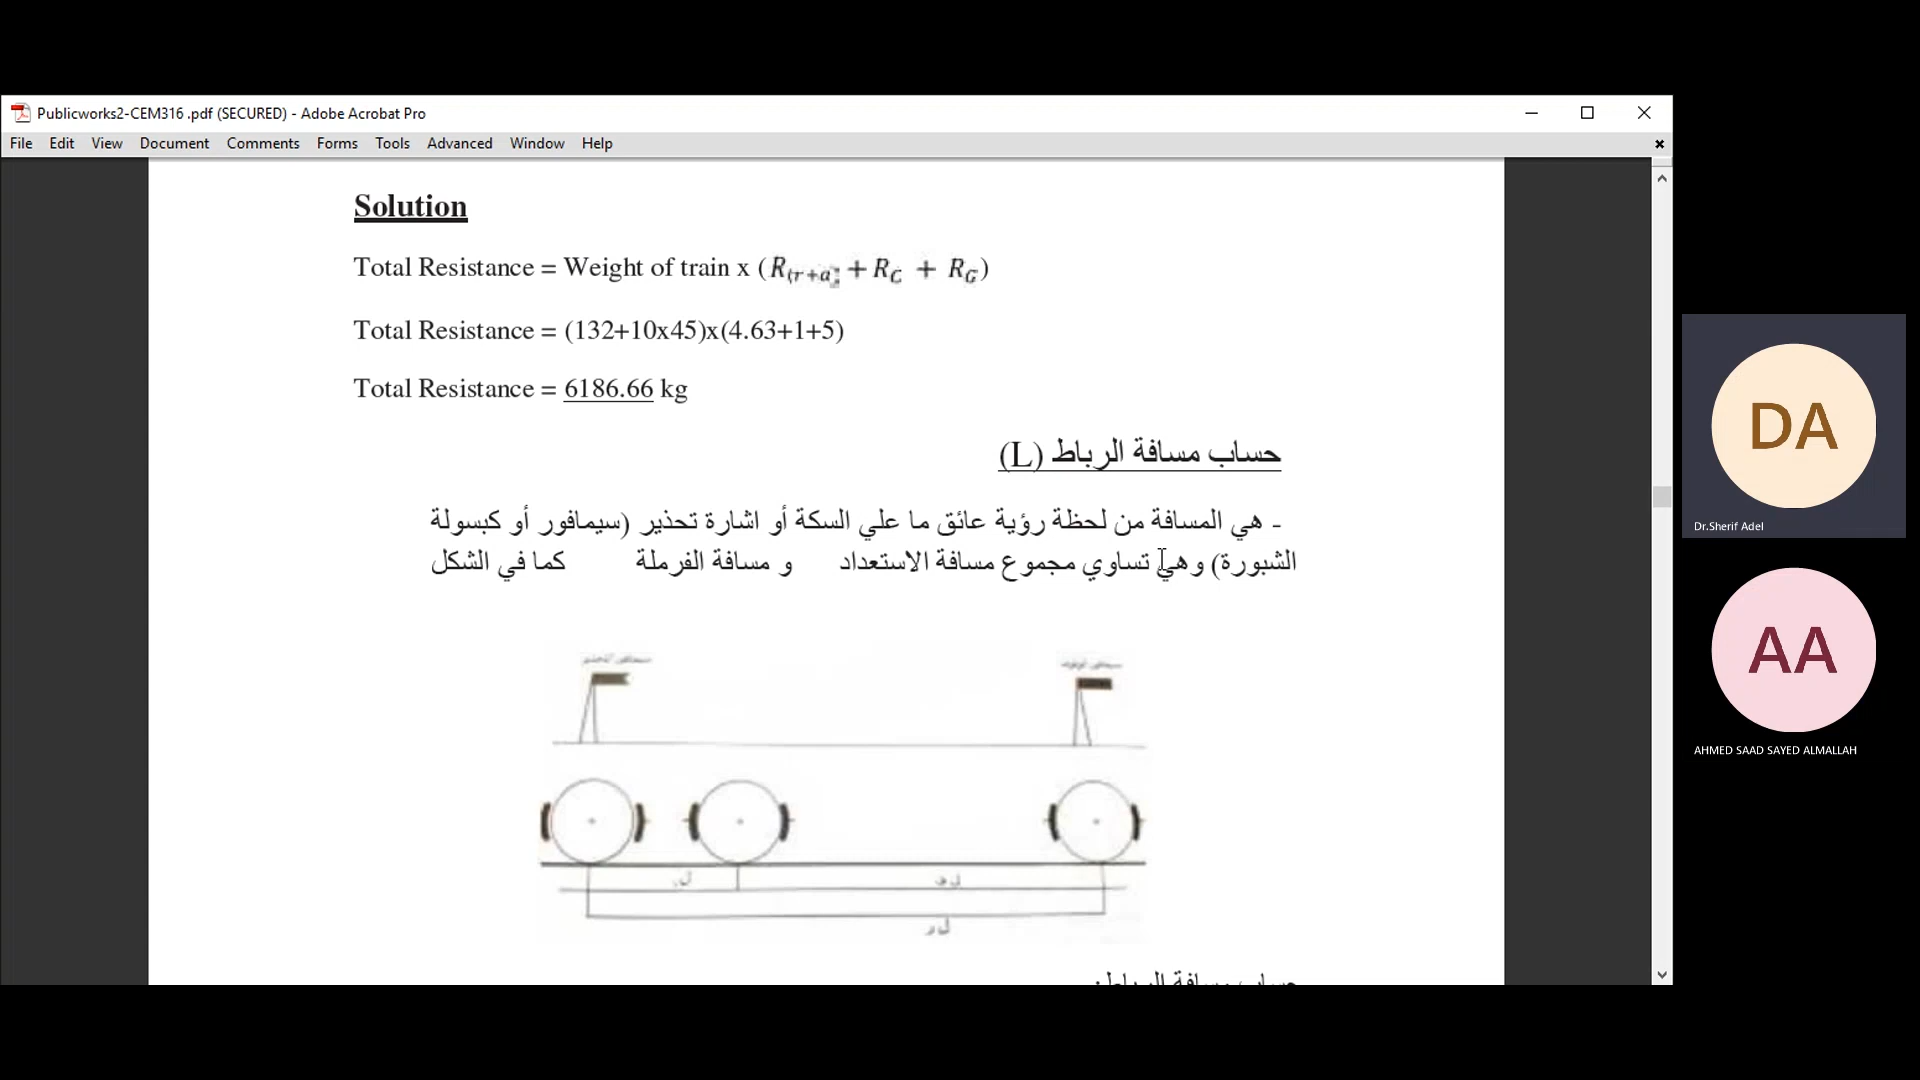 Publicworks2-CEM316 .pdf (SECURED) - Adobe Acrobat Pro
File Edit View Document Comments Forms Tools Advanced Window Help
Solution
Total Resistance = Weight of train x (R(r+a) + RC + RG)
Total Resistance = (132+10x45)x(4.63+1+5)
Total Resistance = 6186.66 kg
حساب مسافة الرباط (L)
- هي المسافة من لحظة رؤية عائق ما علي السكة أو اشارة تحذير (سيمافور أو كبسولة
الشبورة) وهي تساوي مجموع مسافة الاستعداد و مسافة الفرملة كما في الشكل
ل ف
ل ر
حساب مسافة الرباط:
DA
Dr.Sherif Adel
AA
AHMED SAAD SAYED ALMALLAH